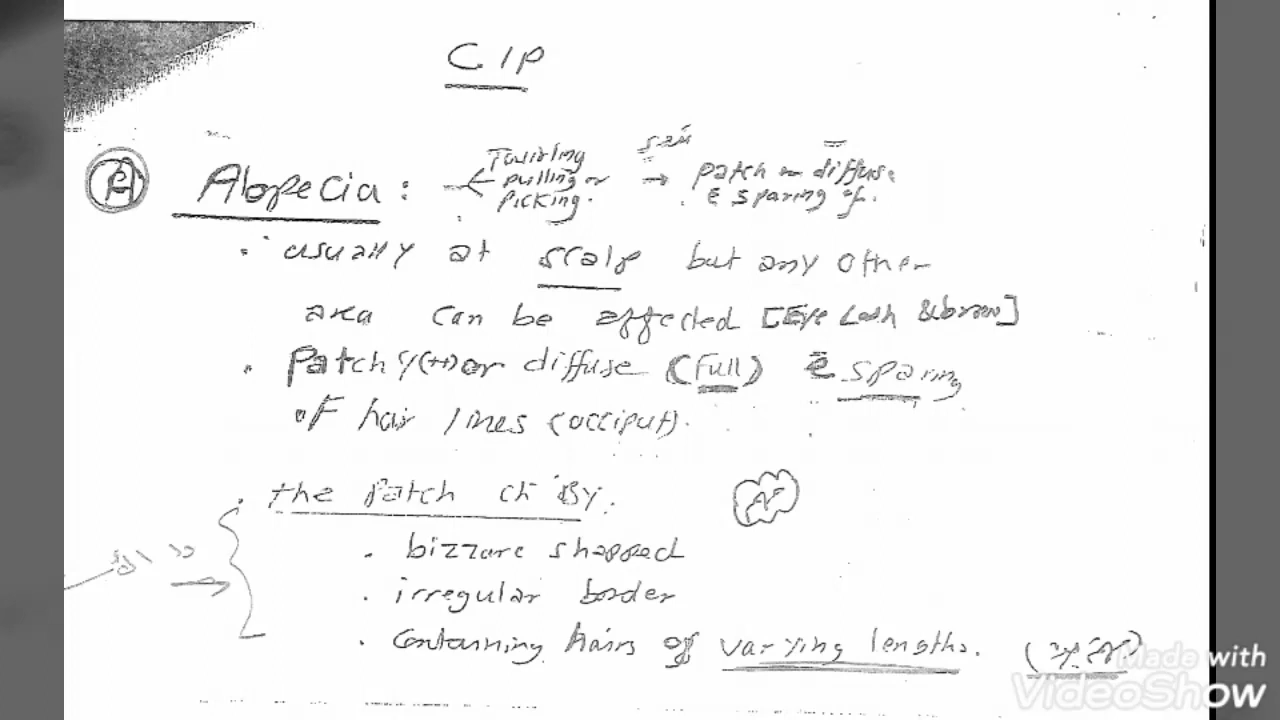 C/P
A
Alopecia :
Twirling
pulling or
picking.
→ patch or diffuse
c̄ sparing of.
. usually at scalp but any other
area can be affected [Eye Lash & brow]
. Patchy (++) or diffuse (Full) c̄ sparing
of hair lines (occiput).
. the Patch ch By.
. bizzare shapped
. irregular border
. Containing hairs of varying lengths.
Made with
VideoShow